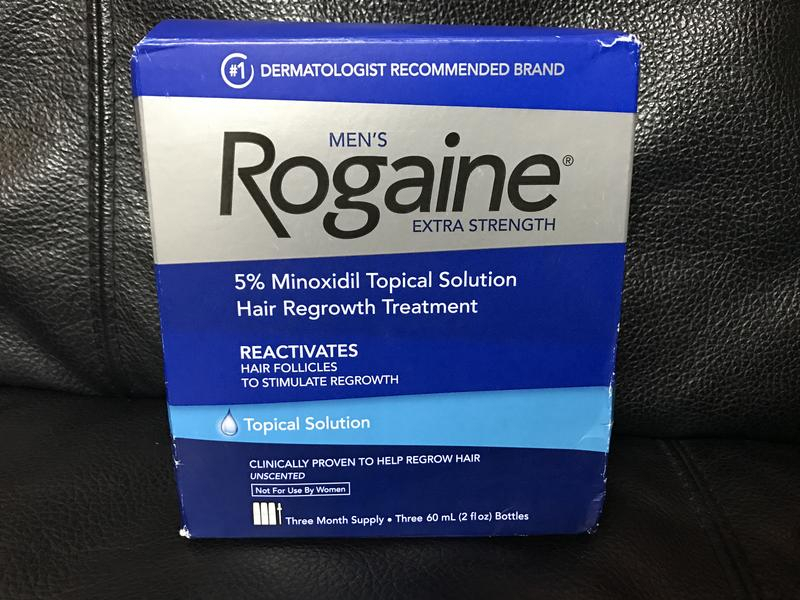 #1 DERMATOLOGIST RECOMMENDED BRAND
MEN'S
Rogaine®
EXTRA STRENGTH
5% Minoxidil Topical Solution
Hair Regrowth Treatment
REACTIVATES
HAIR FOLLICLES
TO STIMULATE REGROWTH
Topical Solution
CLINICALLY PROVEN TO HELP REGROW HAIR
UNSCENTED
Not For Use By Women
Three Month Supply • Three 60 mL (2 fl oz) Bottles